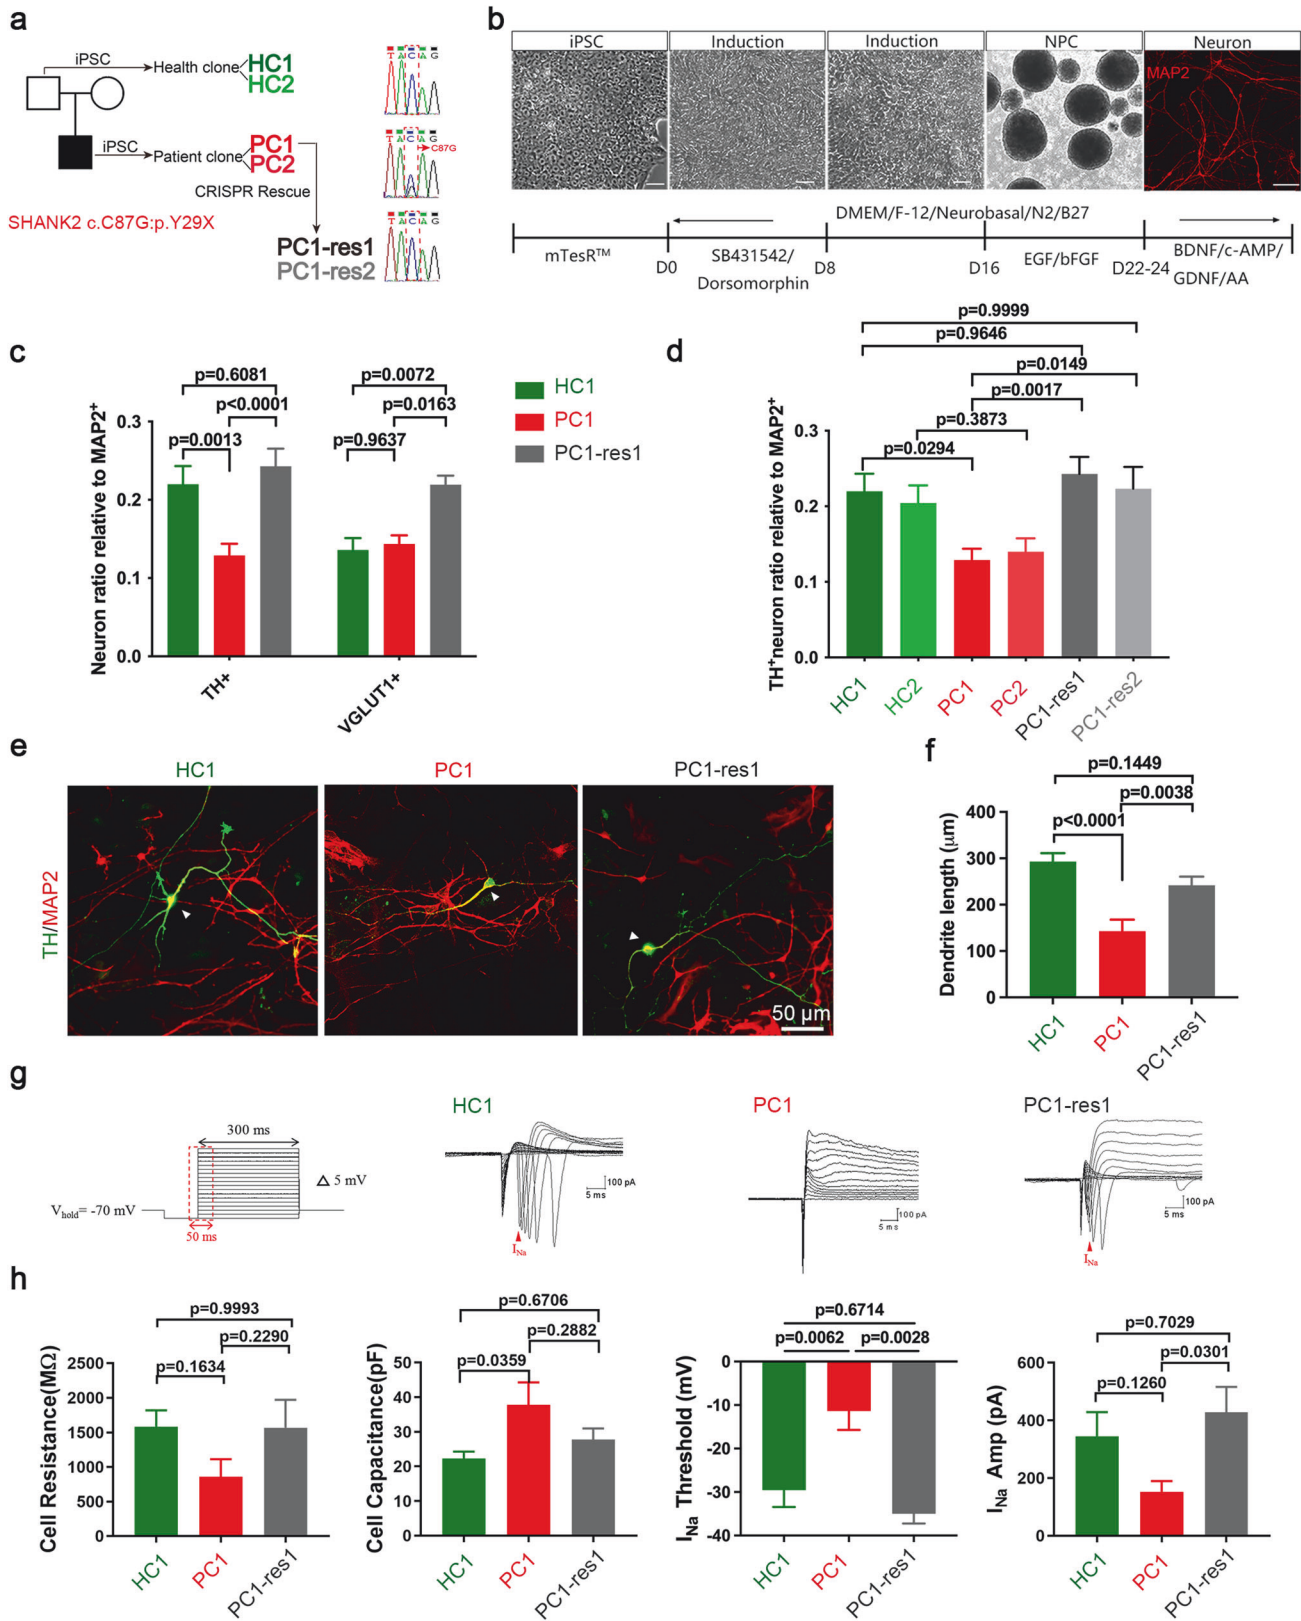 a
iPSC
Health clone
HC1
HC2
iPSC
Patient clone
PC1
PC2
CRISPR Rescue
SHANK2 c.C87G:p.Y29X
PC1-res1
PC1-res2
T A C A G
T A C A G
C87G
T A C A G
b
iPSC
Induction
Induction
NPC
Neuron
MAP2
DMEM/F-12/Neurobasal/N2/B27
mTesR™
D0
SB431542/
Dorsomorphin
D8
D16
EGF/bFGF
D22-24
BDNF/c-AMP/
GDNF/AA
c
p=0.6081
p<0.0001
p=0.0013
p=0.0072
p=0.0163
p=0.9637
Neuron ratio relative to MAP2+
0.3
0.2
0.1
0.0
TH+
VGLUT1+
HC1
PC1
PC1-res1
d
p=0.9999
p=0.9646
p=0.0149
p=0.0017
p=0.3873
p=0.0294
TH+neuron ratio relative to MAP2+
0.3
0.2
0.1
0.0
HC1
HC2
PC1
PC2
PC1-res1
PC1-res2
e
HC1
PC1
PC1-res1
TH/MAP2
50 µm
f
p=0.1449
p=0.0038
p<0.0001
Dendrite length (µm)
400
300
200
100
0
HC1
PC1
PC1-res1
g
300 ms
△ 5 mV
Vhold= -70 mV
50 ms
HC1
100 pA
5 ms
INa
PC1
100 pA
5 ms
PC1-res1
100 pA
5 ms
INa
h
p=0.9993
p=0.2290
p=0.1634
Cell Resistance(MΩ)
2500
2000
1500
1000
500
0
HC1
PC1
PC1-res1
p=0.6706
p=0.2882
p=0.0359
Cell Capacitance(pF)
50
40
30
20
10
0
HC1
PC1
PC1-res1
p=0.6714
p=0.0062
p=0.0028
INa Threshold (mV)
0
-10
-20
-30
-40
HC1
PC1
PC1-res1
p=0.7029
p=0.0301
p=0.1260
INa Amp (pA)
600
400
200
0
HC1
PC1
PC1-res1